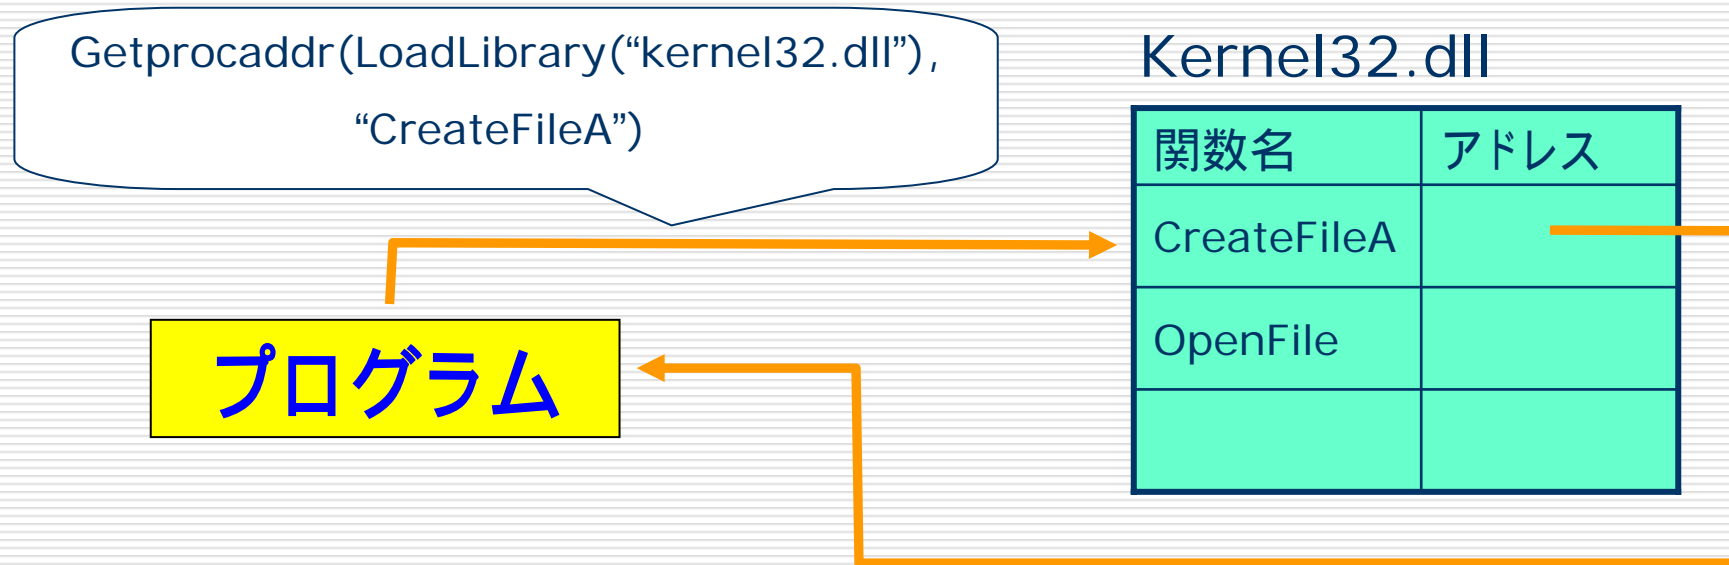 Getprocaddr(LoadLibrary(“kernel32.dll”),
“CreateFileA”)
Kernel32.dll
関数名 アドレス
CreateFileA
OpenFile
プログラム